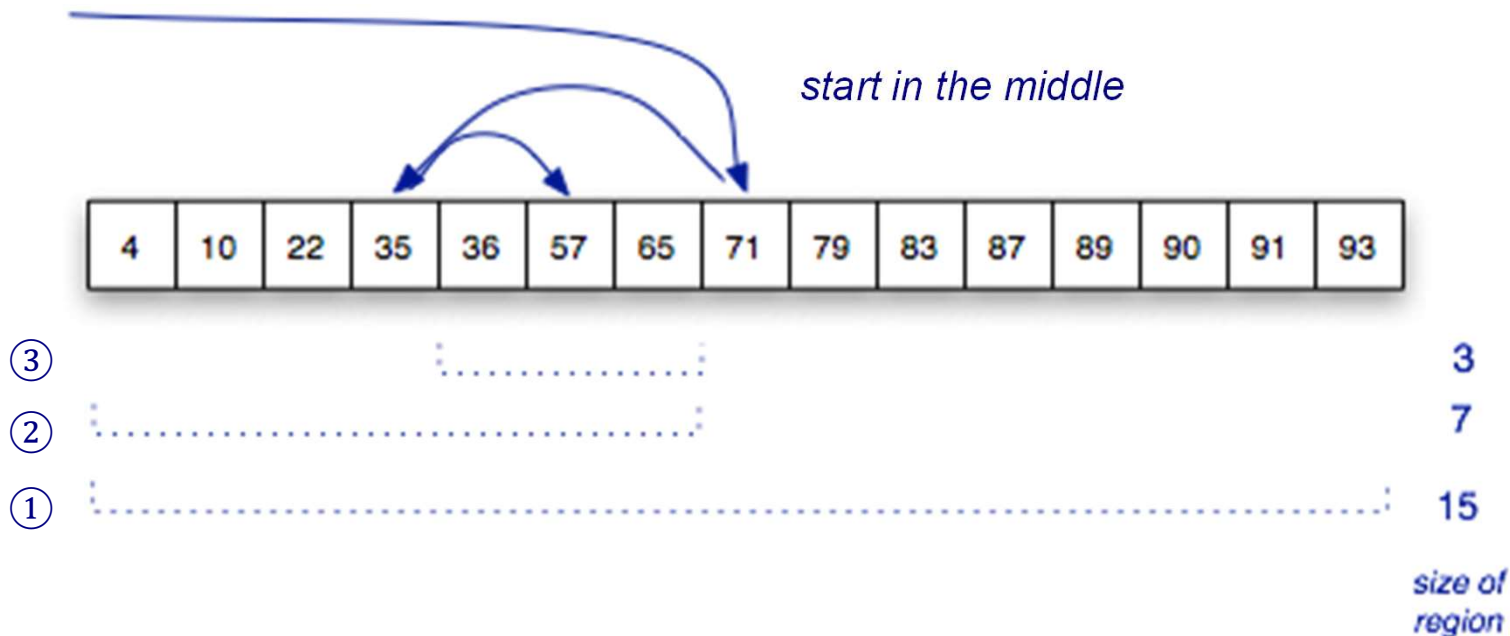 start in the middle
4 10 22 35 36 57 65 71 79 83 87 89 90 91 93
③ 3
② 7
① 15
size of
region